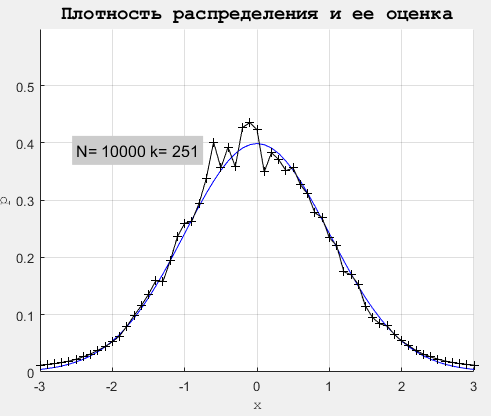 Плотность распределения и ее оценка
0.5
0.4
N= 10000 k= 251
0.3
p
0.2
0.1
0
-3 -2 -1 0 1 2 3
x